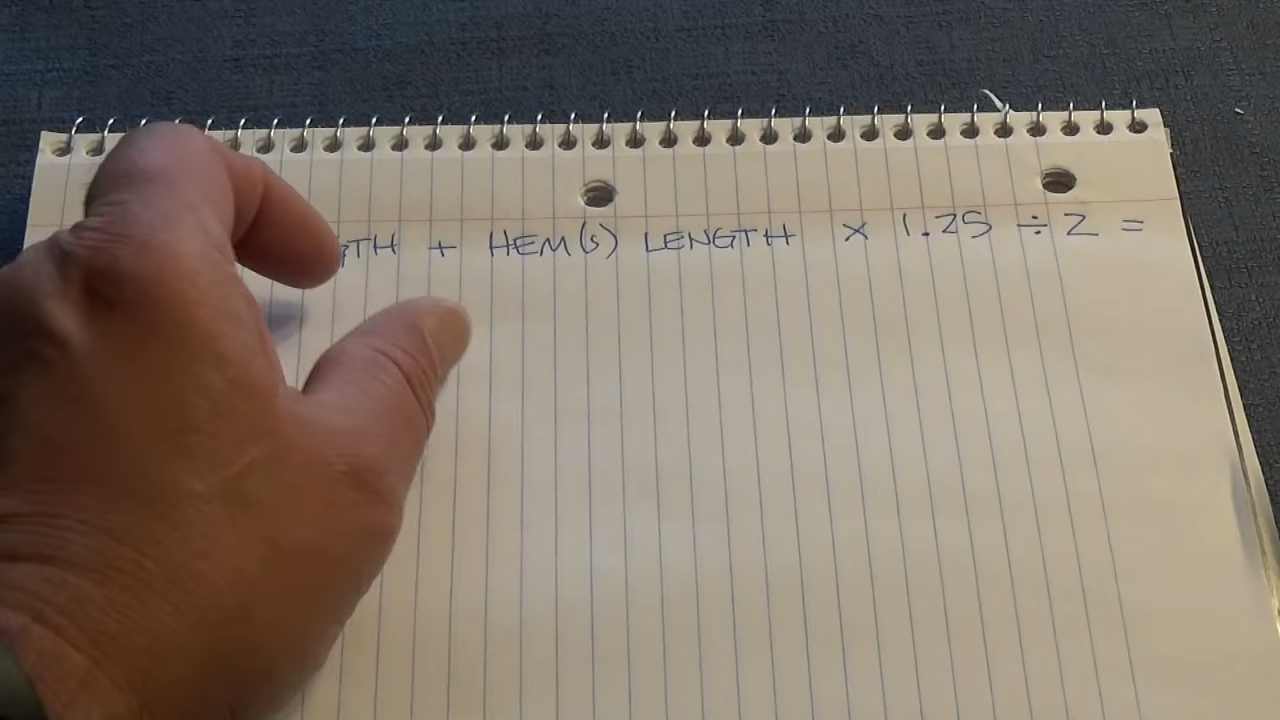 + HEM(S) LENGTH × 1.25 ÷ 2 =